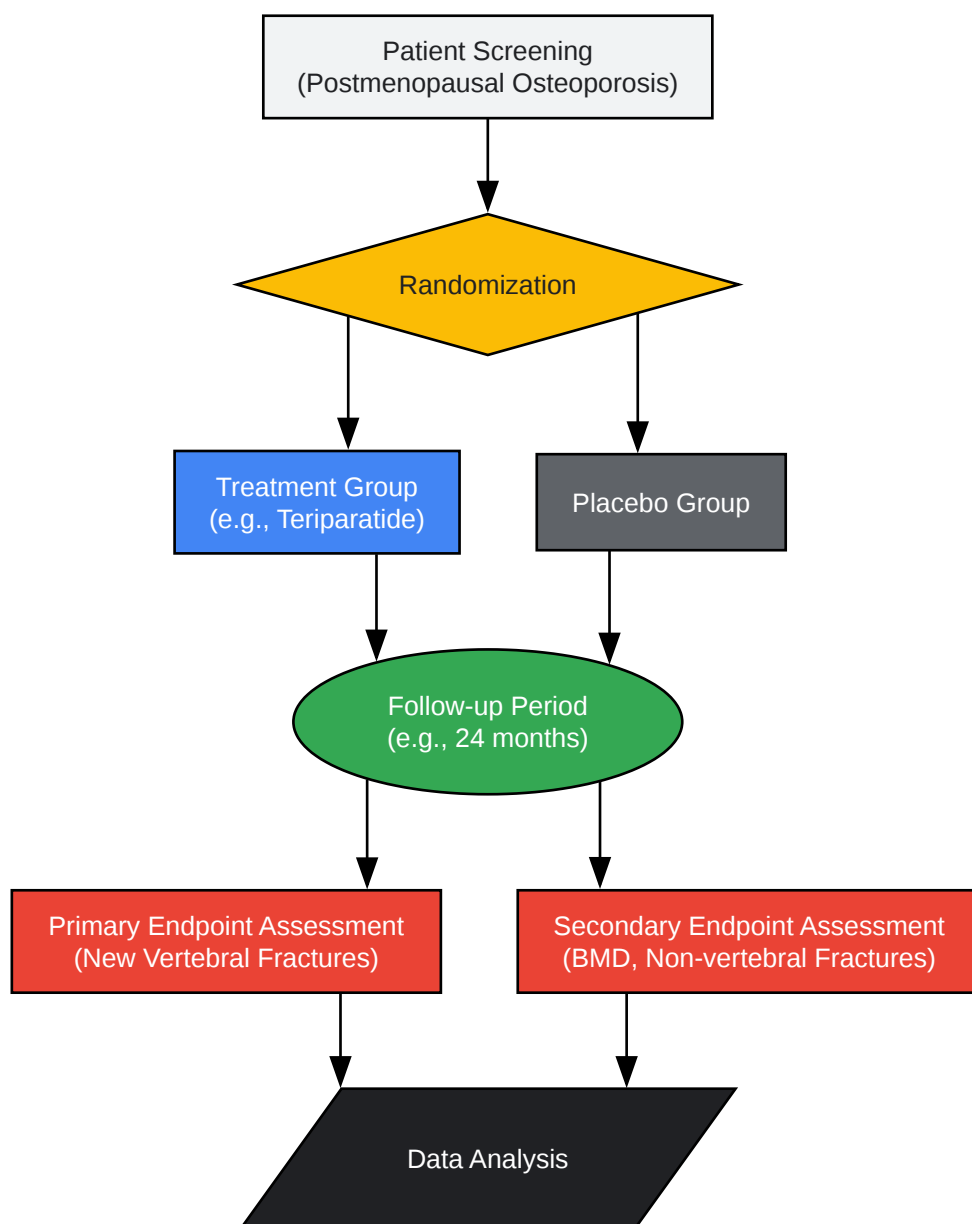 Patient Screening
(Postmenopausal Osteoporosis)
Randomization
Treatment Group
(e.g., Teriparatide)
Placebo Group
Follow-up Period
(e.g., 24 months)
Primary Endpoint Assessment
(New Vertebral Fractures)
Secondary Endpoint Assessment
(BMD, Non-vertebral Fractures)
Data Analysis